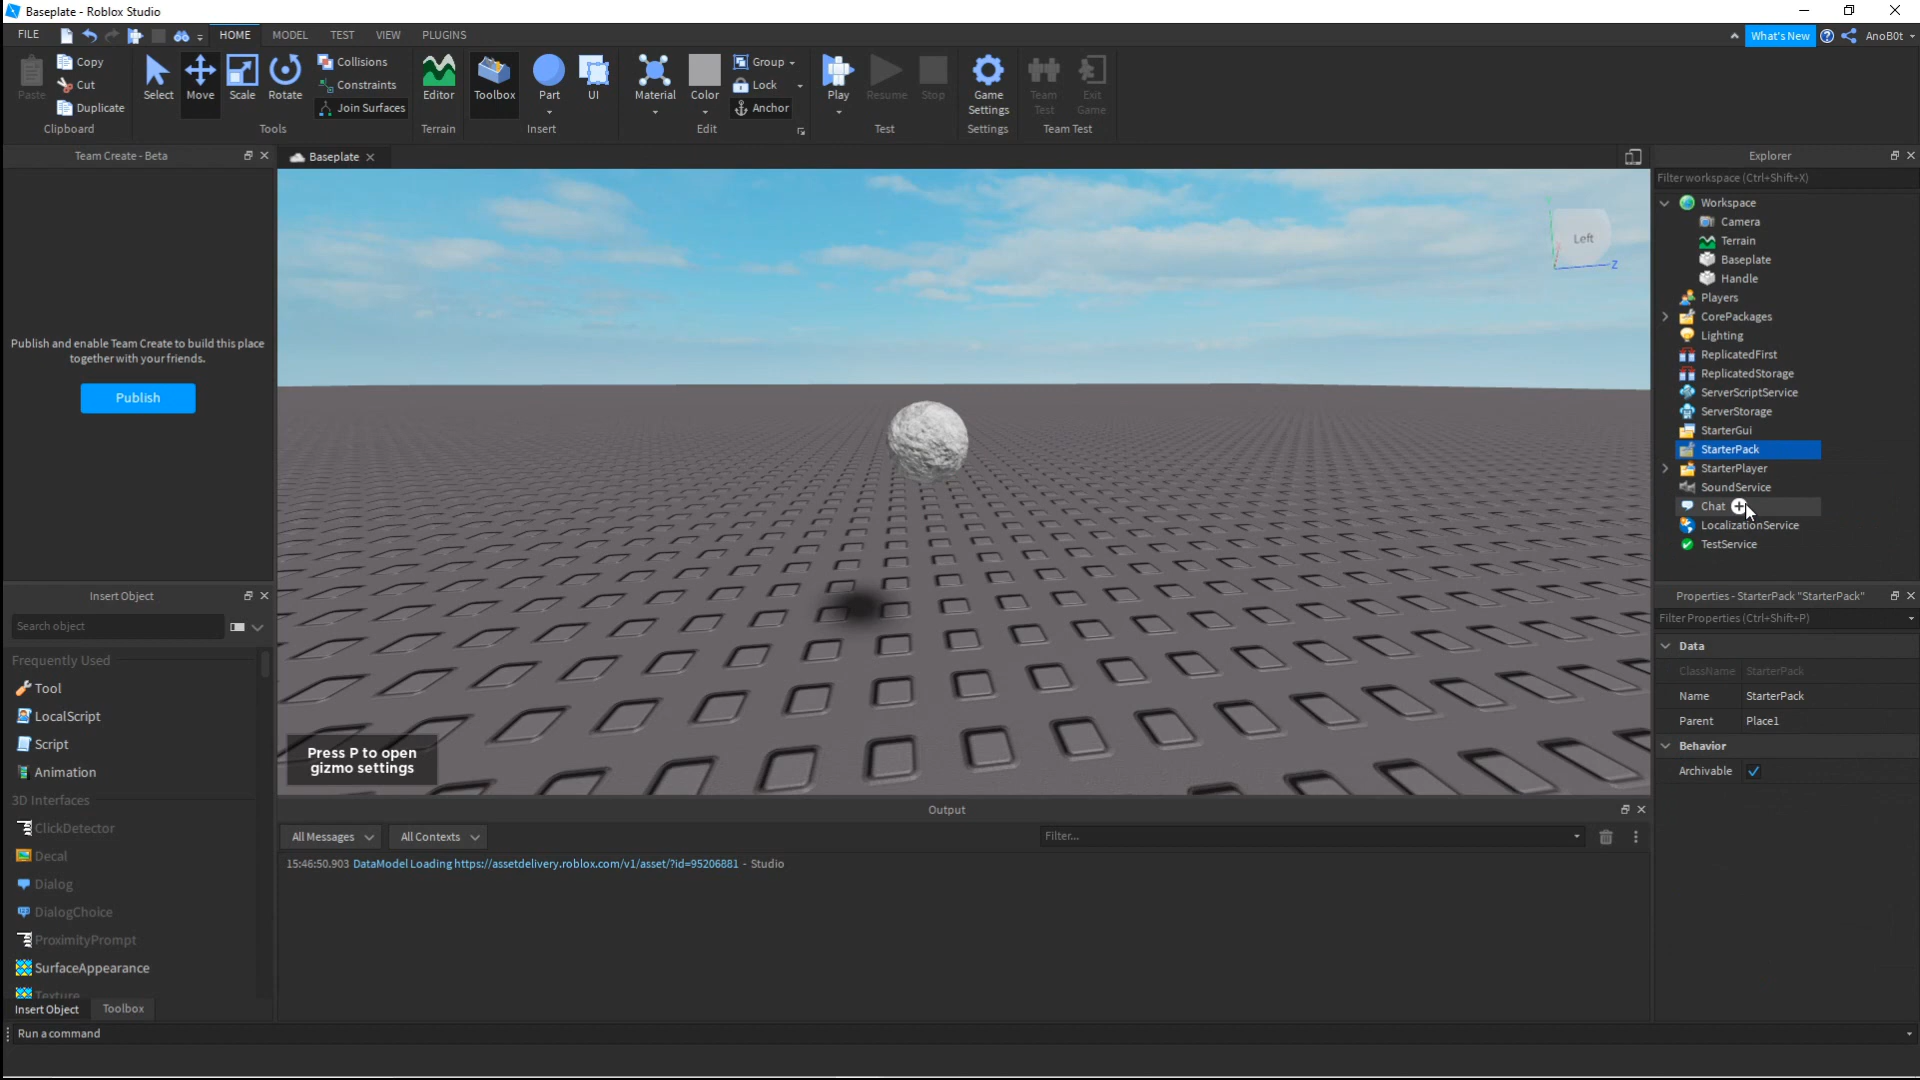 Baseplate - Roblox Studio
FILE
HOME
MODEL
TEST
VIEW
PLUGINS
What's New
AnoB0t
Paste
Copy
Cut
Duplicate
Clipboard
Select
Move
Scale
Rotate
Collisions
Constraints
Join Surfaces
Tools
Editor
Terrain
Toolbox
Part
UI
Insert
Material
Color
Group
Lock
Anchor
Edit
Play
Resume
Stop
Test
Game
Settings
Settings
Team
Test
Exit
Game
Team Test
Team Create - Beta
Publish and enable Team Create to build this place
together with your friends.
Publish
Baseplate
Left
Z
Press P to open
gizmo settings
Explorer
Filter workspace (Ctrl+Shift+X)
Workspace
Camera
Terrain
Baseplate
Handle
Players
CorePackages
Lighting
ReplicatedFirst
ReplicatedStorage
ServerScriptService
ServerStorage
StarterGui
StarterPack
StarterPlayer
SoundService
Chat
LocalizationService
TestService
Insert Object
Search object
Frequently Used
Tool
LocalScript
Script
Animation
3D Interfaces
ClickDetector
Decal
Dialog
DialogChoice
ProximityPrompt
SurfaceAppearance
Texture
Insert Object
Toolbox
Output
All Messages
All Contexts
Filter...
15:46:50.903 DataModel Loading https://assetdelivery.roblox.com/v1/asset/?id=95206881 - Studio
Properties - StarterPack "StarterPack"
Filter Properties (Ctrl+Shift+P)
Data
ClassName StarterPack
Name StarterPack
Parent Place1
Behavior
Archivable
Run a command